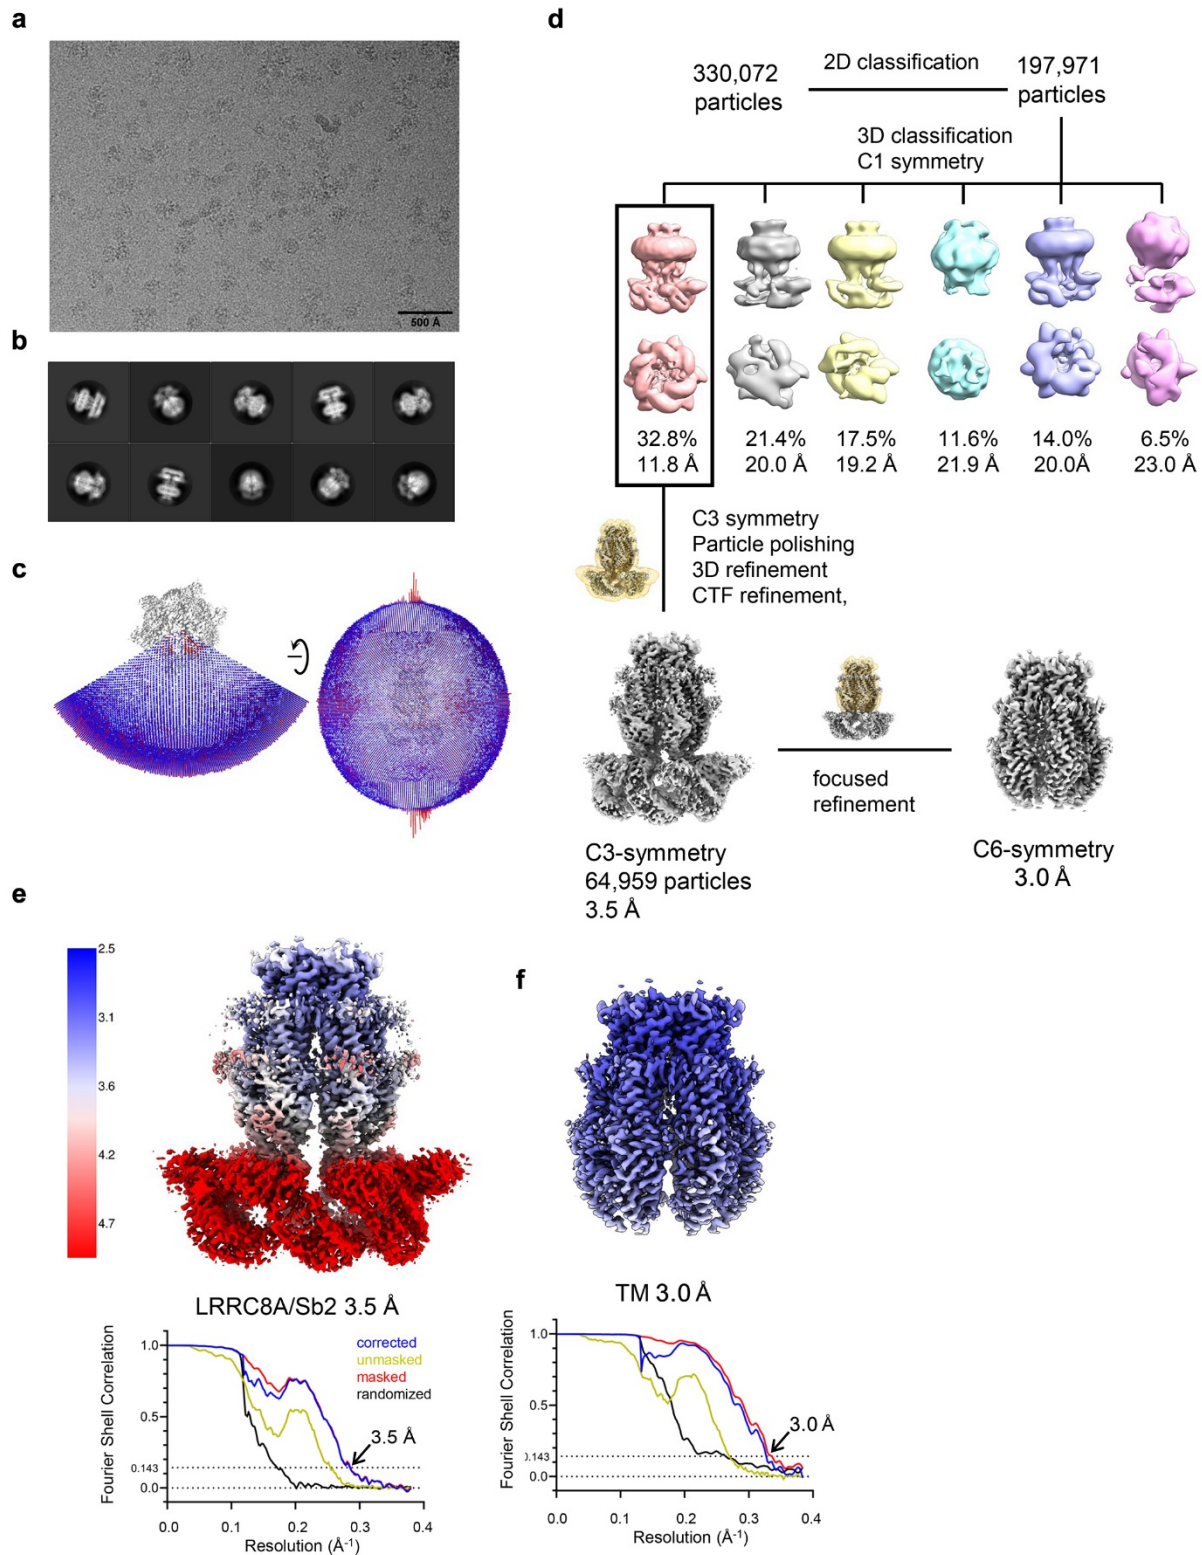 a
500 Å
b
c
d
330,072
particles
2D classification
197,971
particles
3D classification
C1 symmetry
32.8%
11.8 Å
21.4%
20.0 Å
17.5%
19.2 Å
11.6%
21.9 Å
14.0%
20.0Å
6.5%
23.0 Å
C3 symmetry
Particle polishing
3D refinement
CTF refinement,
focused
refinement
C3-symmetry
64,959 particles
3.5 Å
C6-symmetry
3.0 Å
e
2.5
3.1
3.6
4.2
4.7
LRRC8A/Sb2 3.5 Å
Fourier Shell Correlation
1.0
0.5
0.143
0.0
corrected
unmasked
masked
randomized
3.5 Å
0.0 0.1 0.2 0.3 0.4
Resolution (Å-1)
f
TM 3.0 Å
Fourier Shell Correlation
1.0
0.5
).143
0.0
3.0 Å
0.0 0.1 0.2 0.3 0.4
Resolution (Å-1)